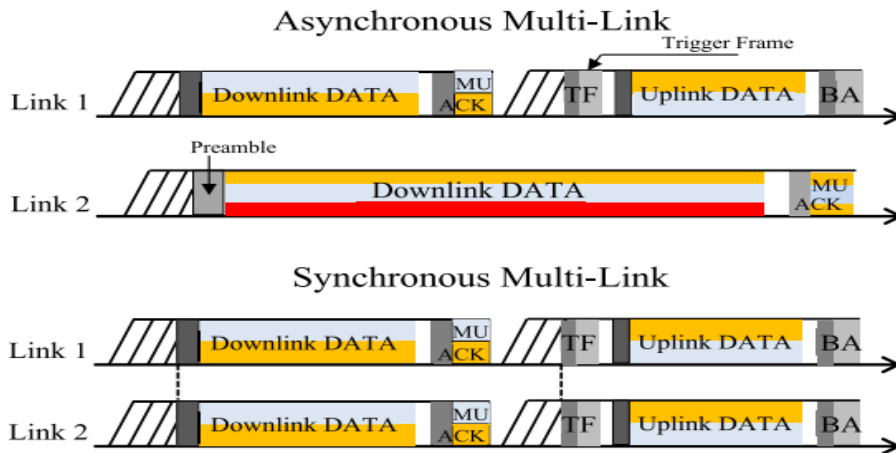 Asynchronous Multi-Link
Trigger Frame
Link 1
Downlink DATA
MU
ACK
TF
Uplink DATA
BA
Preamble
Link 2
Downlink DATA
MU
ACK
Synchronous Multi-Link
Link 1
Downlink DATA
MU
ACK
TF
Uplink DATA
BA
Link 2
Downlink DATA
MU
ACK
TF
Uplink DATA
BA